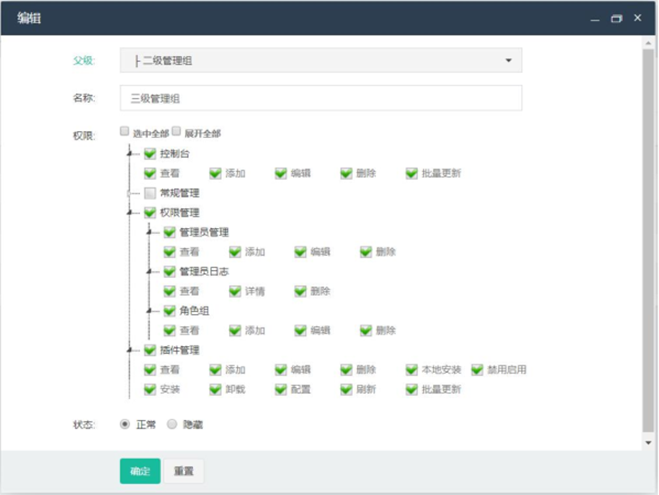 编辑
父级: ├二级管理组
名称: 三级管理组
权限: 选中全部 展开全部
控制台
查看 添加 编辑 删除 批量更新
常规管理
权限管理
管理员管理
查看 添加 编辑 删除
管理员日志
查看 详情 删除
角色组
查看 添加 编辑 删除
插件管理
查看 添加 编辑 删除 本地安装 禁用启用
安装 卸载 配置 刷新 批量更新
状态: 正常 隐藏
确定 重置